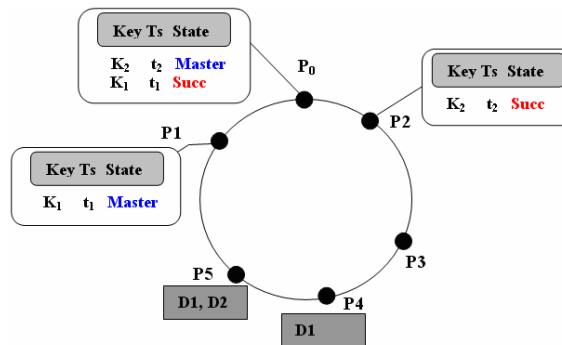 Key Ts State
K₂ t₂ Master
K₁ t₁ Succ
P₀
Key Ts State
K₂ t₂ Succ
P2
P1
Key Ts State
K₁ t₁ Master
P3
P5
D1, D2
P4
D1